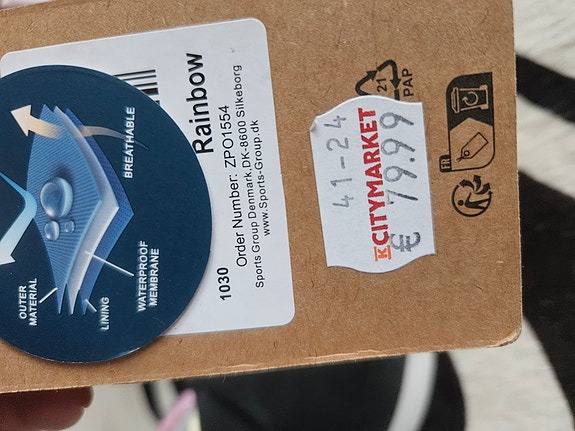 Rainbow
Order Number: ZPO1554
1030
Sports Group Denmark, DK-8600 Silkeborg
www.Sports-Group.dk
BREATHABLE
WATERPROOF
MEMBRANE
LINING
OUTER
MATERIAL
41-24
K CITYMARKET
€ 79.99
21
PAP
FR